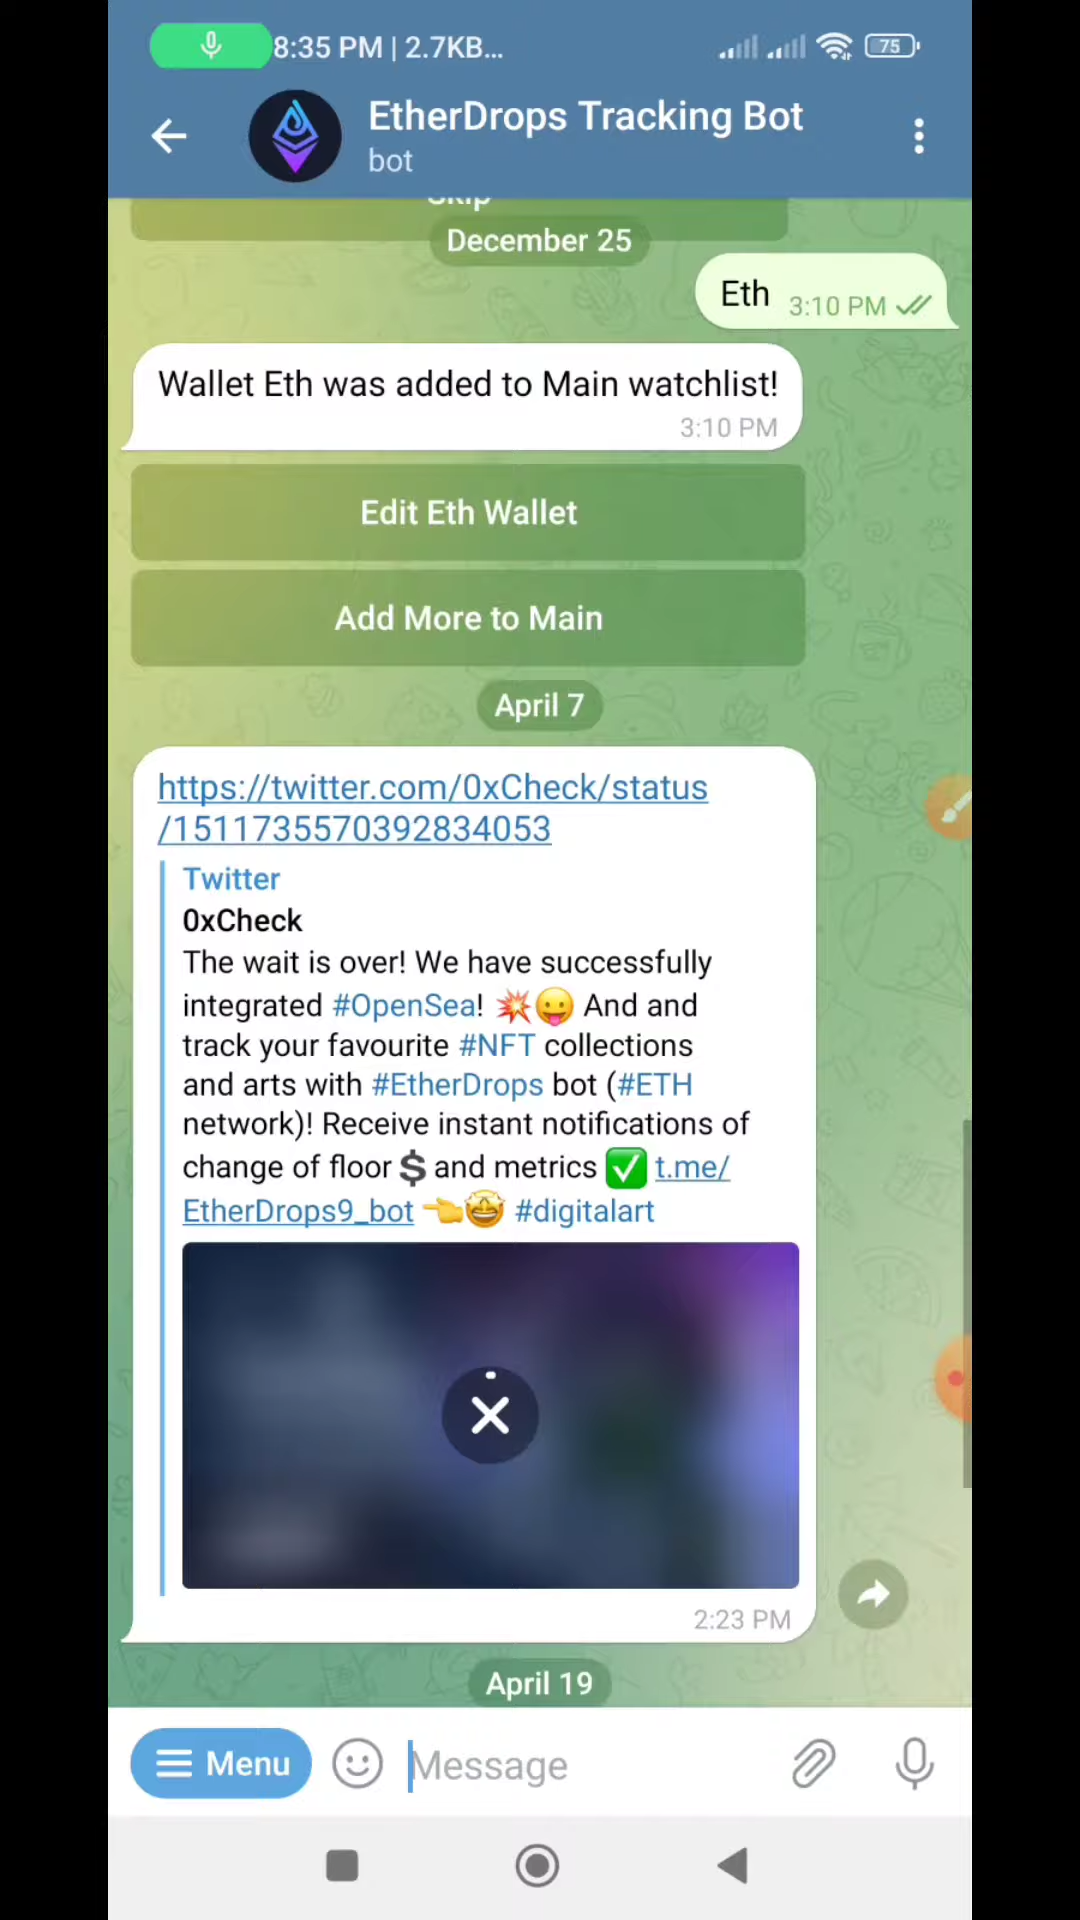 8:35 PM | 2.7KB...
75
EtherDrops Tracking Bot
bot
Skip
December 25
Eth 3:10 PM
Wallet Eth was added to Main watchlist!
3:10 PM
Edit Eth Wallet
Add More to Main
April 7
https://twitter.com/0xCheck/status
/1511735570392834053
Twitter
0xCheck
The wait is over! We have successfully
integrated #OpenSea! 💥😛 And and
track your favourite #NFT collections
and arts with #EtherDrops bot (#ETH
network)! Receive instant notifications of
change of floor 💲 and metrics ✅ t.me/
EtherDrops9_bot 👈🤩 #digitalart
2:23 PM
April 19
Menu
Message